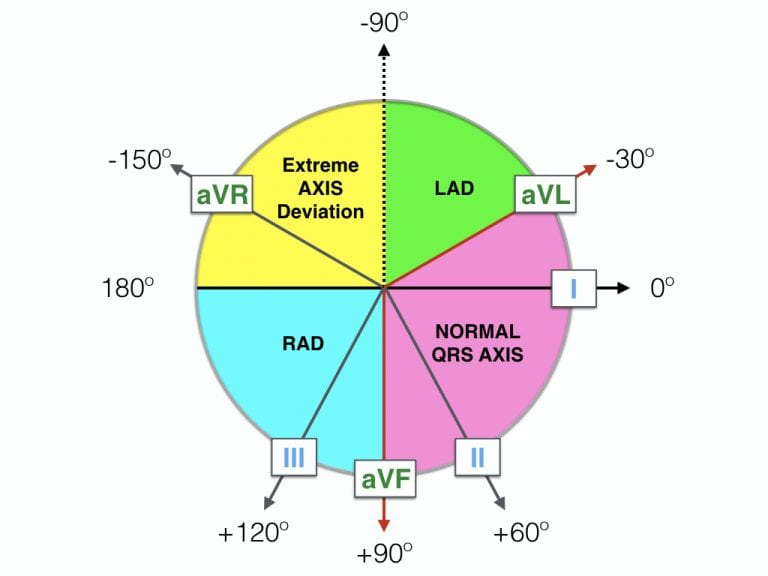 -90°
-150°
-30°
Extreme
AXIS
Deviation
LAD
aVR
aVL
180°
I
0°
RAD
NORMAL
QRS AXIS
III
II
aVF
+120°
+60°
+90°